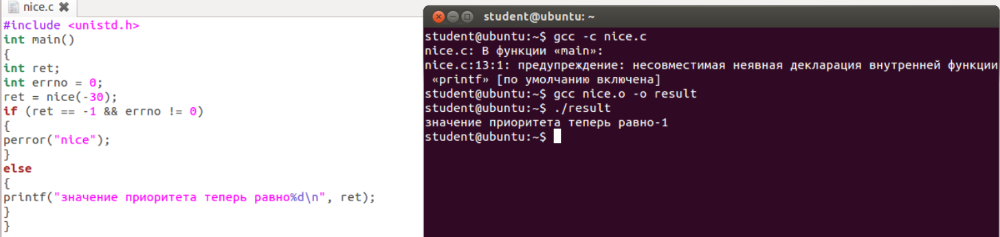 nice.c
#include <unistd.h>
int main()
{
int ret;
int errno = 0;
ret = nice(-30);
if (ret == -1 && errno != 0)
{
perror("nice");
}
else
{
printf("значение приоритета теперь равно%d\n", ret);
}
}
student@ubuntu: ~
student@ubuntu:~$ gcc -c nice.c
nice.c: В функции «main»:
nice.c:13:1: предупреждение: несовместимая неявная декларация внутренней функции
«printf» [по умолчанию включена]
student@ubuntu:~$ gcc nice.o -o result
student@ubuntu:~$ ./result
значение приоритета теперь равно-1
student@ubuntu:~$